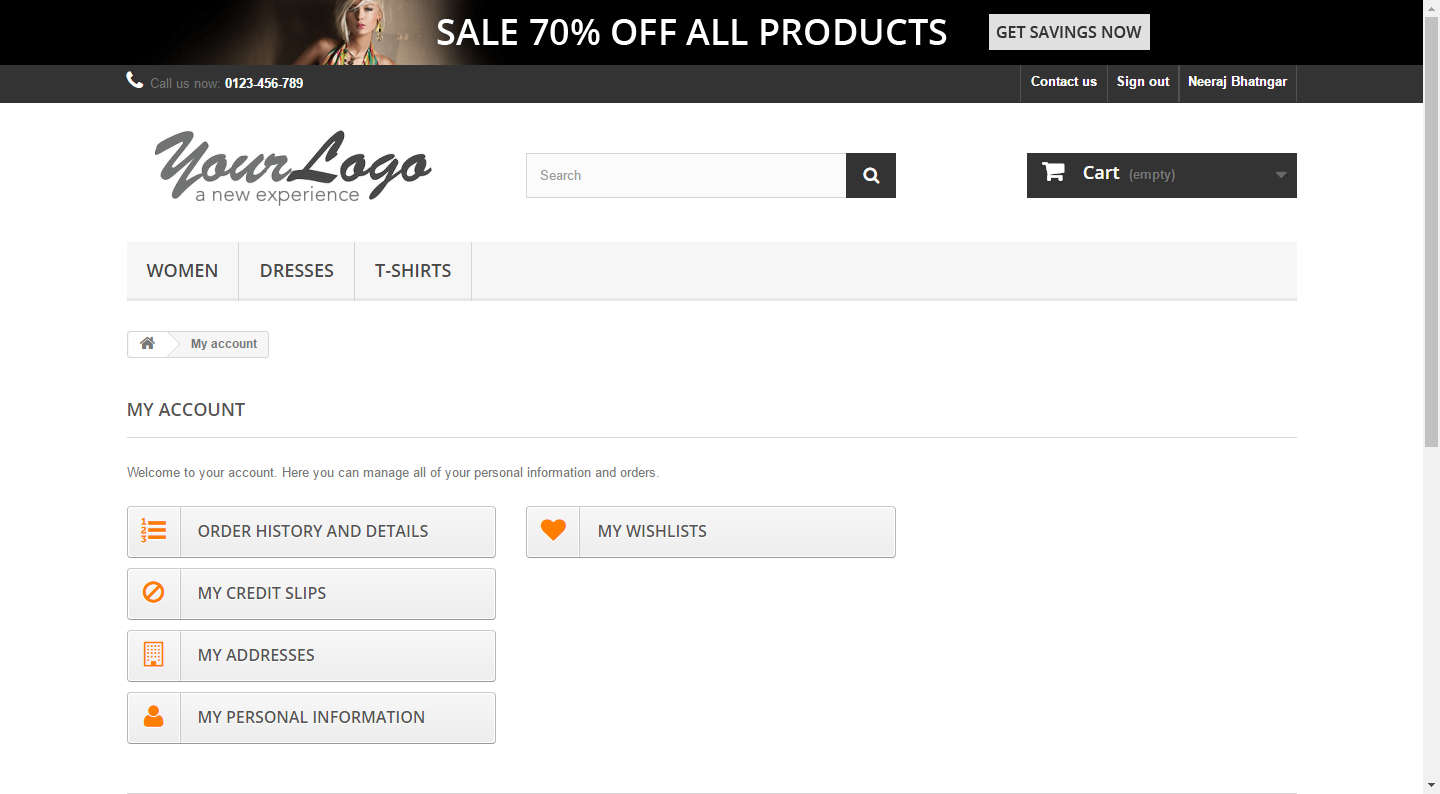 SALE 70% OFF ALL PRODUCTS GET SAVINGS NOW
Call us now: 0123-456-789 Contact us Sign out Neeraj Bhatngar
YourLogo
a new experience
Search
Cart (empty)
WOMEN DRESSES T-SHIRTS
My account
MY ACCOUNT
Welcome to your account. Here you can manage all of your personal information and orders.
1
2
3
ORDER HISTORY AND DETAILS
MY WISHLISTS
MY CREDIT SLIPS
MY ADDRESSES
MY PERSONAL INFORMATION